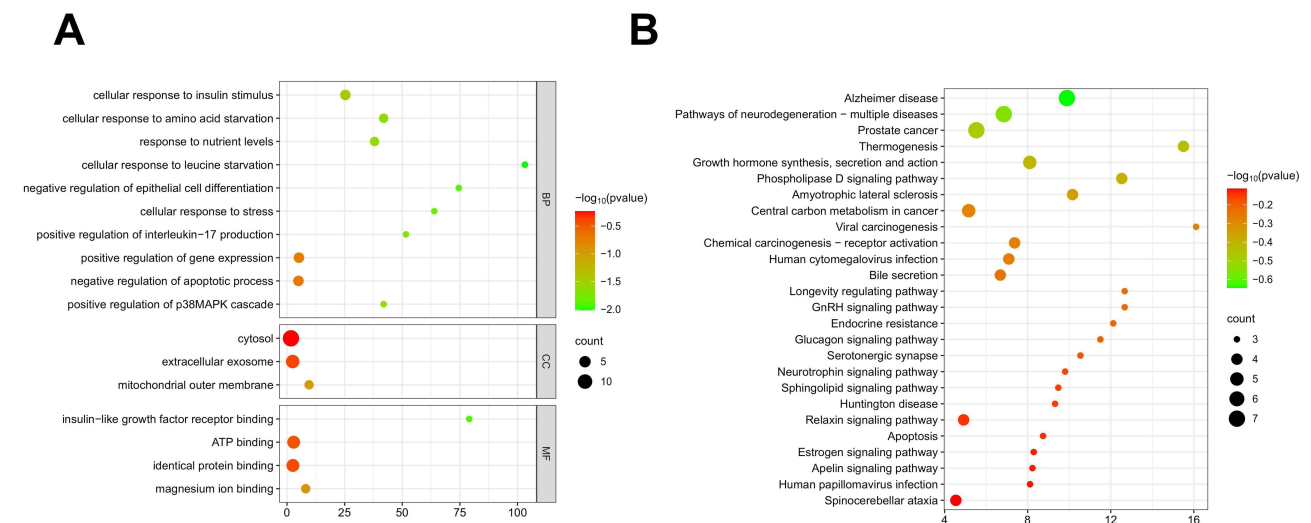 A
cellular response to insulin stimulus
cellular response to amino acid starvation
response to nutrient levels
cellular response to leucine starvation
negative regulation of epithelial cell differentiation
cellular response to stress
positive regulation of interleukin−17 production
positive regulation of gene expression
negative regulation of apoptotic process
positive regulation of p38MAPK cascade
BP
cytosol
extracellular exosome
mitochondrial outer membrane
CC
insulin−like growth factor receptor binding
ATP binding
identical protein binding
magnesium ion binding
MF
0 25 50 75 100
−log10(pvalue)
−0.5
−1.0
−1.5
−2.0
count
5
10
B
Alzheimer disease
Pathways of neurodegeneration − multiple diseases
Prostate cancer
Thermogenesis
Growth hormone synthesis, secretion and action
Phospholipase D signaling pathway
Amyotrophic lateral sclerosis
Central carbon metabolism in cancer
Viral carcinogenesis
Chemical carcinogenesis − receptor activation
Human cytomegalovirus infection
Bile secretion
Longevity regulating pathway
GnRH signaling pathway
Endocrine resistance
Glucagon signaling pathway
Serotonergic synapse
Neurotrophin signaling pathway
Sphingolipid signaling pathway
Huntington disease
Relaxin signaling pathway
Apoptosis
Estrogen signaling pathway
Apelin signaling pathway
Human papillomavirus infection
Spinocerebellar ataxia
4 8 12 16
−log10(pvalue)
−0.2
−0.3
−0.4
−0.5
−0.6
count
3
4
5
6
7